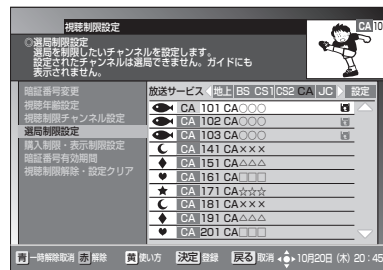 視聴制限設定
CA 10
◎選局制限設定
選局を制限したいチャンネルを設定します。
設定されたチャンネルは選局できません。ガイドにも
表示されません。
暗証番号変更
視聴年齢設定
視聴制限チャンネル設定
選局制限設定
購入制限・表示制限設定
暗証番号有効期間
視聴制限解除・設定クリア
放送サービス 地上 BS CS1 CS2 CA JC 設定
CA 101 CA○○○
CA 102 CA○○○
CA 103 CA○○○
CA 141 CA×××
CA 151 CA△△△
CA 161 CA□□□
CA 171 CA☆☆☆
CA 181 CA×××
CA 191 CA△△△
CA 201 CA□□□
青 一時解除取消 赤 解除 黄 使い方 決定 登録 戻る 取消 10月20日 (木) 20:45